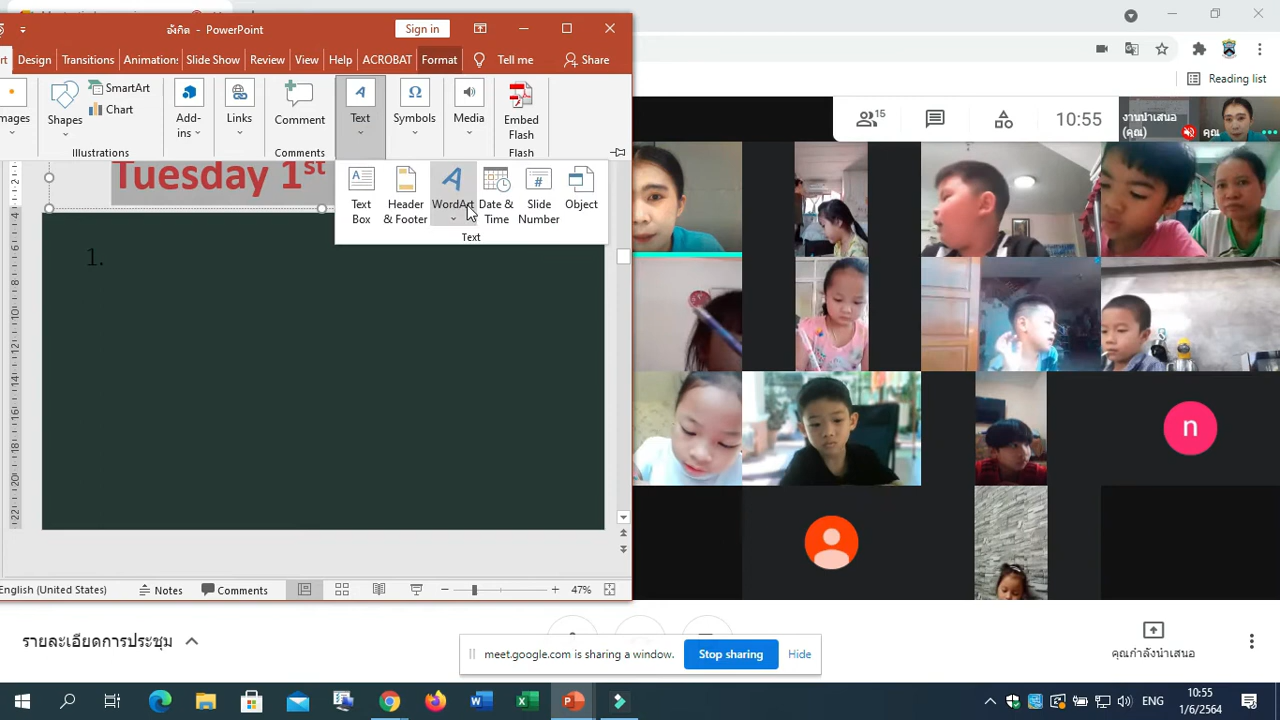 อังกิด - PowerPoint
Sign in
Design
Transitions
Animation
Slide Show
Review
View
Help
ACROBAT
Format
Tell me
Share
Shapes
SmartArt
Chart
Illustrations
Add-ins
Links
Comment
Comments
Text
Symbols
Media
Embed Flash
Flash
Text Box
Header & Footer
WordArt
Date & Time
Slide Number
Object
Text
Tuesday 1st
1.
English (United States)
Notes
Comments
47%
Reading list
15
10:55
งานนำเสนอ
(คุณ)
คุณ
n
รายละเอียดการประชุม
meet.google.com is sharing a window.
Stop sharing
Hide
คุณกำลังนำเสนอ
ENG
10:55
1/6/2564